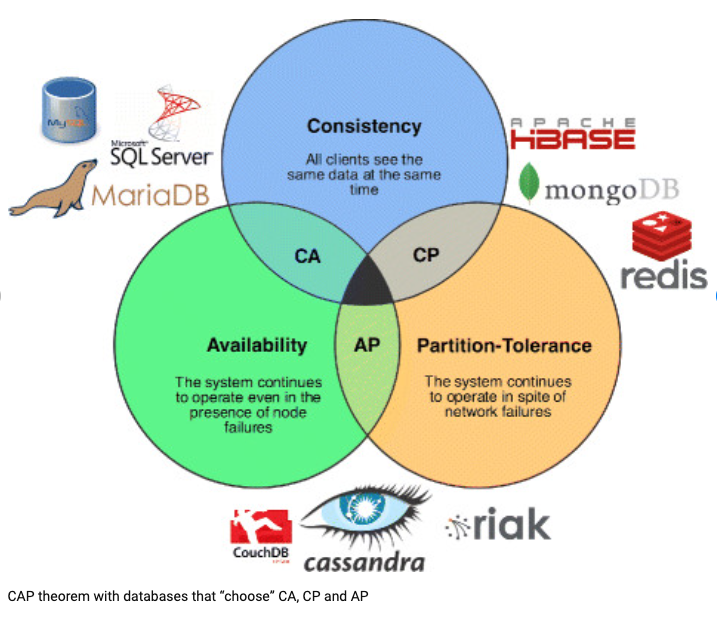 MySQL
Microsoft
SQL Server
MariaDB
Consistency
All clients see the
same data at the same
time
APACHE
HBASE
mongoDB
redis
CA
CP
Availability
The system continues
to operate even in the
presence of node
failures
AP
Partition-Tolerance
The system continues
to operate in spite of
network failures
CouchDB
cassandra
riak
CAP theorem with databases that “choose” CA, CP and AP